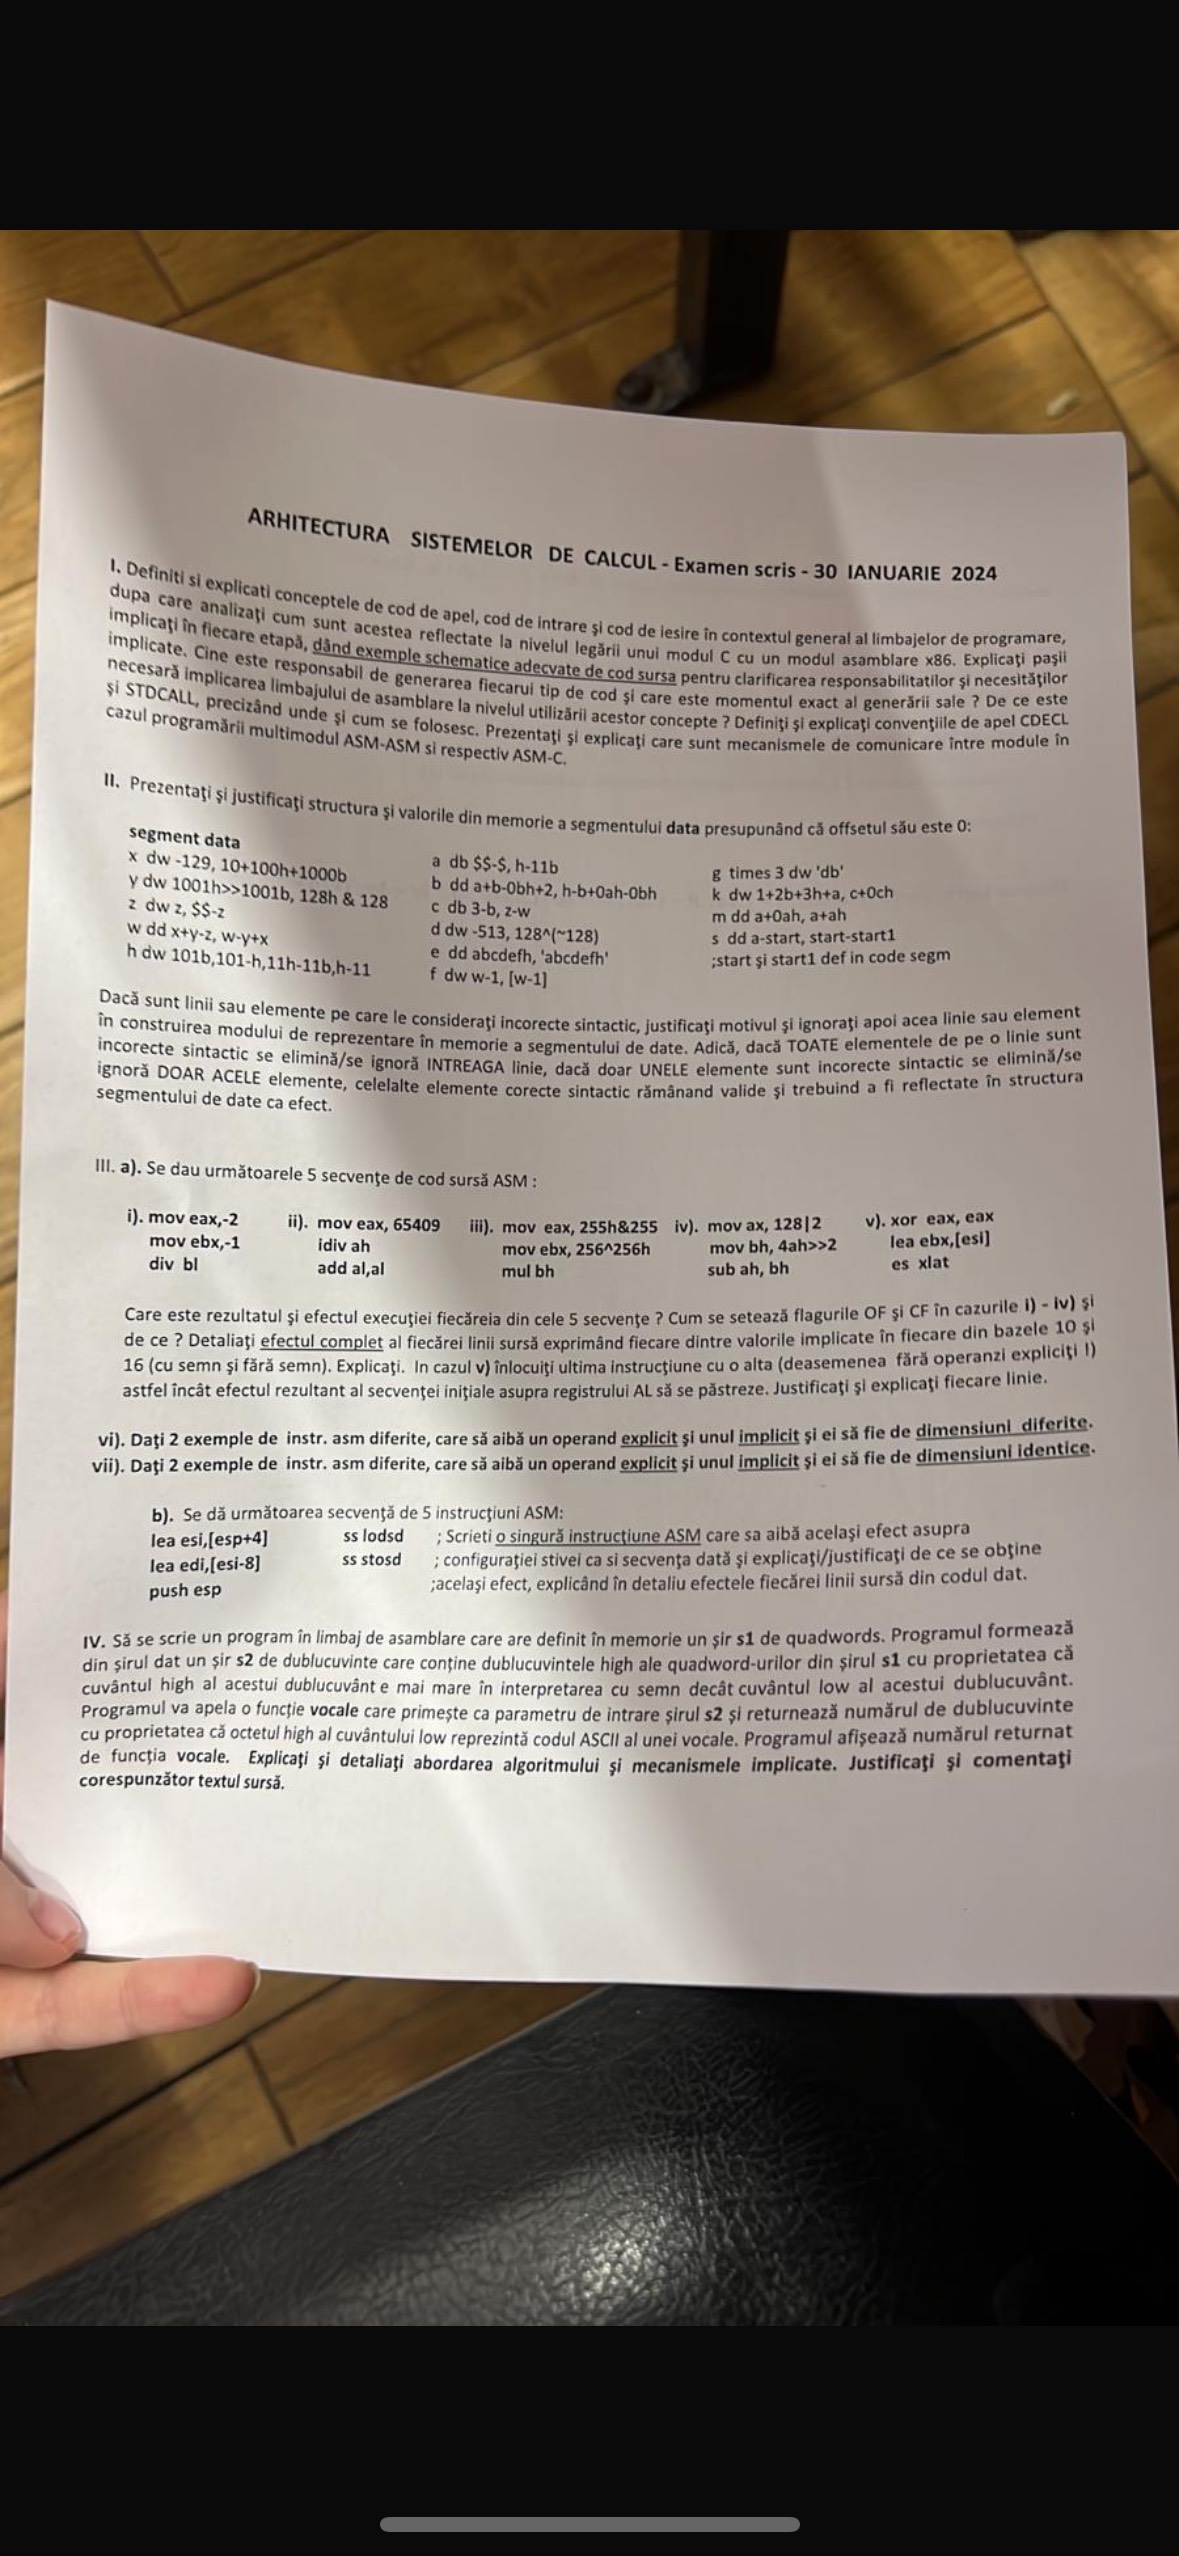 ARHITECTURA SISTEMELOR DE CALCUL - Examen scris - 30 IANUARIE 2024
I. Definiti si explicati conceptele de cod de apel, cod de intrare şi cod de iesire în contextul general al limbajelor de programare,
dupa care analizaţi cum sunt acestea reflectate la nivelul legării unui modul C cu un modul asamblare x86. Explicaţi paşii
implicaţi în fiecare etapă, dând exemple schematice adecvate de cod sursa pentru clarificarea responsabilitatilor şi necesităţilor
implicate. Cine este responsabil de generarea fiecarui tip de cod şi care este momentul exact al generării sale ? De ce este
necesară implicarea limbajului de asamblare la nivelul utilizării acestor concepte ? Definiţi şi explicaţi convenţiile de apel CDECL
şi STDCALL, precizând unde şi cum se folosesc. Prezentaţi şi explicaţi care sunt mecanismele de comunicare între module în
cazul programării multimodul ASM-ASM si respectiv ASM-C.
II. Prezentaţi şi justificaţi structura şi valorile din memorie a segmentului data presupunând că offsetul său este 0:
segment data
x dw -129, 10+100h+1000b
y dw 1001h>>1001b, 128h & 128
z dw z, $$-z
w dd x+y-z, w-y+x
h dw 101b,101-h,11h-11b,h-11
a db $$-$, h-11b
b dd a+b-0bh+2, h-b+0ah-0bh
c db 3-b, z-w
d dw -513, 128^(~128)
e dd abcdefh, 'abcdefh'
f dw w-1, [w-1]
g times 3 dw 'db'
k dw 1+2b+3h+a, c+0ch
m dd a+0ah, a+ah
s dd a-start, start-start1
;start şi start1 def in code segm
Dacă sunt linii sau elemente pe care le consideraţi incorecte sintactic, justificaţi motivul şi ignoraţi apoi acea linie sau element
în construirea modului de reprezentare în memorie a segmentului de date. Adică, dacă TOATE elementele de pe o linie sunt
incorecte sintactic se elimină/se ignoră INTREAGA linie, dacă doar UNELE elemente sunt incorecte sintactic se elimină/se
ignoră DOAR ACELE elemente, celelalte elemente corecte sintactic rămânand valide şi trebuind a fi reflectate în structura
segmentului de date ca efect.
III. a). Se dau următoarele 5 secvenţe de cod sursă ASM :
i). mov eax,-2
mov ebx,-1
div bl
ii). mov eax, 65409
idiv ah
add al,al
iii). mov eax, 255h&255
mov ebx, 256^256h
mul bh
iv). mov ax, 128|2
mov bh, 4ah>>2
sub ah, bh
v). xor eax, eax
lea ebx,[esi]
es xlat
Care este rezultatul şi efectul execuţiei fiecăreia din cele 5 secvenţe ? Cum se setează flagurile OF şi CF în cazurile i) - iv) şi
de ce ? Detaliaţi efectul complet al fiecărei linii sursă exprimând fiecare dintre valorile implicate în fiecare din bazele 10 şi
16 (cu semn şi fără semn). Explicaţi. In cazul v) înlocuiţi ultima instrucţiune cu o alta (deasemenea fără operanzi expliciţi !)
astfel încât efectul rezultant al secvenţei iniţiale asupra registrului AL să se păstreze. Justificaţi şi explicaţi fiecare linie.
vi). Daţi 2 exemple de instr. asm diferite, care să aibă un operand explicit şi unul implicit şi ei să fie de dimensiuni diferite.
vii). Daţi 2 exemple de instr. asm diferite, care să aibă un operand explicit şi unul implicit şi ei să fie de dimensiuni identice.
b). Se dă următoarea secvenţă de 5 instrucţiuni ASM:
lea esi,[esp+4]
lea edi,[esi-8]
push esp
ss lodsd ; Scrieti o singură instrucţiune ASM care sa aibă acelaşi efect asupra
ss stosd ; configuraţiei stivei ca si secvenţa dată şi explicaţi/justificaţi de ce se obţine
;acelaşi efect, explicând în detaliu efectele fiecărei linii sursă din codul dat.
IV. Să se scrie un program în limbaj de asamblare care are definit în memorie un şir s1 de quadwords. Programul formează
din şirul dat un şir s2 de dublucuvinte care conţine dublucuvintele high ale quadword-urilor din şirul s1 cu proprietatea că
cuvântul high al acestui dublucuvânt e mai mare în interpretarea cu semn decât cuvântul low al acestui dublucuvânt.
Programul va apela o funcţie vocale care primeşte ca parametru de intrare şirul s2 şi returnează numărul de dublucuvinte
cu proprietatea că octetul high al cuvântului low reprezintă codul ASCII al unei vocale. Programul afişează numărul returnat
de funcţia vocale. Explicaţi şi detaliaţi abordarea algoritmului şi mecanismele implicate. Justificaţi şi comentaţi
corespunzător textul sursă.